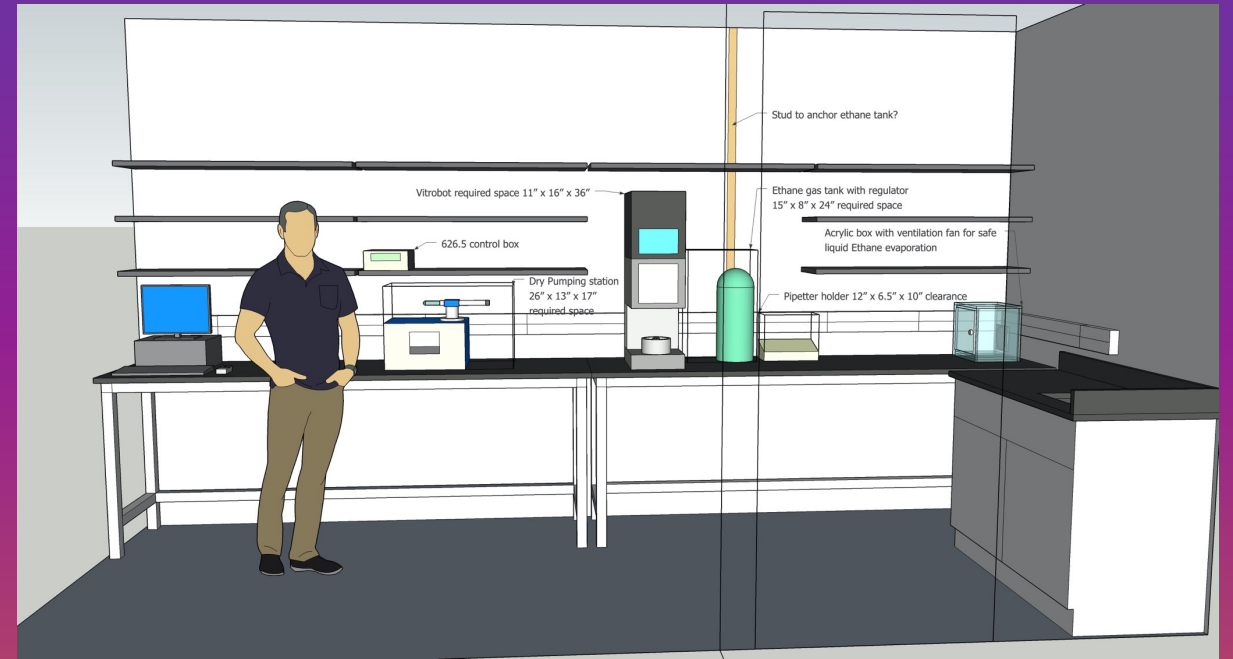 Stud to anchor ethane tank?
Vitrobot required space 11” x 16” x 36”
Ethane gas tank with regulator
15” x 8” x 24” required space
Acrylic box with ventilation fan for safe
liquid Ethane evaporation
626.5 control box
Dry Pumping station
26” x 13” x 17”
required space
Pipetter holder 12” x 6.5” x 10” clearance